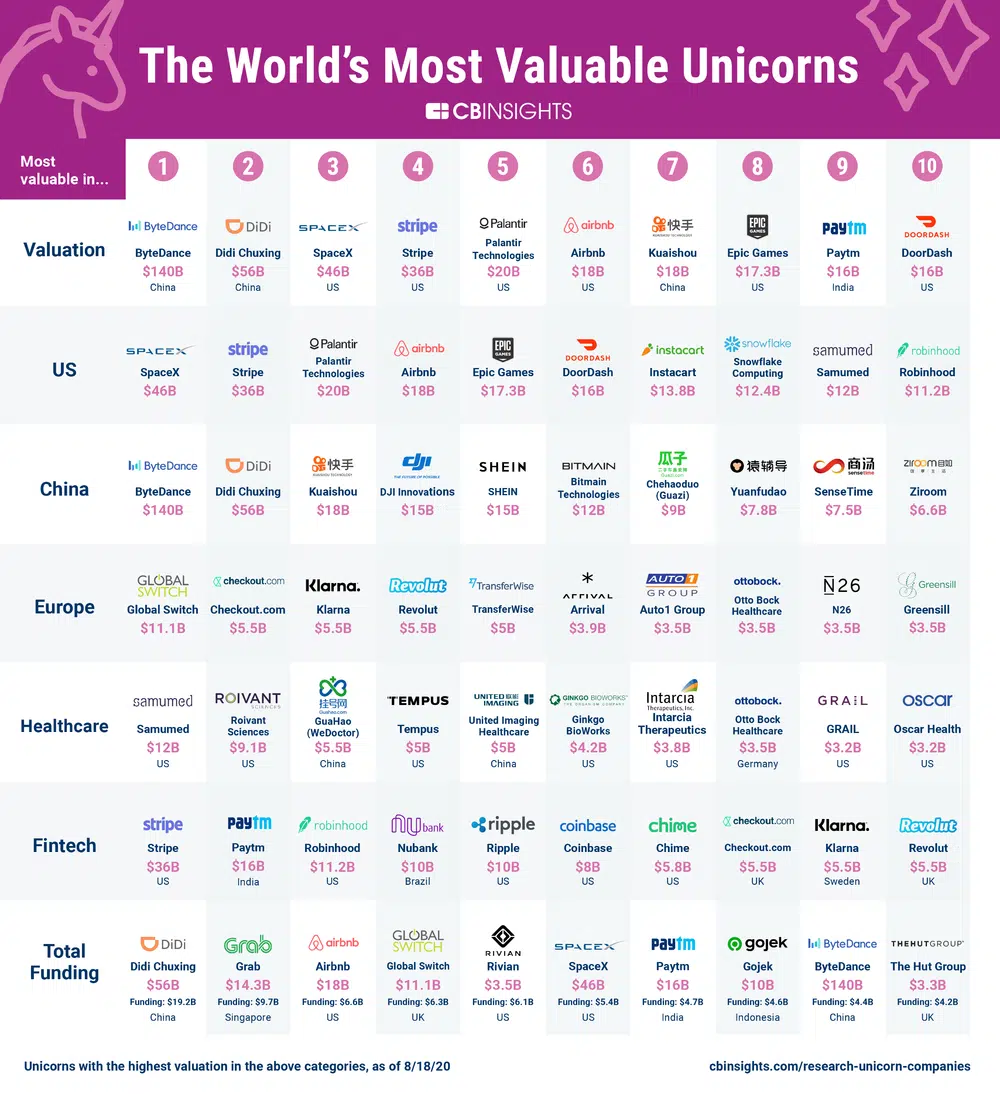 The World's Most Valuable Unicorns
CBINSIGHTS
Most
valuable in...
1 2 3 4 5 6 7 8 9 10
Valuation
ByteDance DiDi SPACEX stripe Palantir airbnb 快手 EPIC GAMES paytm DOORDASH
ByteDance Didi Chuxing SpaceX Stripe Palantir Technologies Airbnb Kuaishou Epic Games Paytm DoorDash
$140B $56B $46B $36B $20B $18B $18B $17.3B $16B $16B
China China US US US US China US India US
US
SPACEX stripe Palantir airbnb EPIC GAMES DOORDASH instacart snowflake samumed robinhood
SpaceX Stripe Palantir Technologies Airbnb Epic Games DoorDash Instacart Snowflake Computing Samumed Robinhood
$46B $36B $20B $18B $17.3B $16B $13.8B $12.4B $12B $11.2B
China
ByteDance DiDi 快手 dji SHEIN BITMAIN 瓜子 猿辅导 商汤 sensetime ZIROOM自如
ByteDance Didi Chuxing Kuaishou DJI Innovations SHEIN Bitmain Technologies Chehaoduo (Guazi) Yuanfudao SenseTime Ziroom
$140B $56B $18B $15B $15B $12B $9B $7.8B $7.5B $6.6B
Europe
GLOBAL SWITCH checkout.com Klarna. Revolut TransferWise ARRIVAL AUTO1 GROUP ottobock. N26 Greensill
Global Switch Checkout.com Klarna Revolut TransferWise Arrival Auto1 Group Otto Bock Healthcare N26 Greensill
$11.1B $5.5B $5.5B $5.5B $5B $3.9B $3.5B $3.5B $3.5B $3.5B
Healthcare
samumed ROIVANT SCIENCES 挂号网 Guahao.com TEMPUS UNITED IMAGING 联影 GINKGO BIOWORKS THE ORGANISM COMPANY Intarcia Therapeutics, Inc. ottobock. GRAIL oscar
Samumed Roivant Sciences GuaHao (WeDoctor) Tempus United Imaging Healthcare Ginkgo BioWorks Intarcia Therapeutics Otto Bock Healthcare GRAIL Oscar Health
$12B $9.1B $5.5B $5B $5B $4.2B $3.8B $3.5B $3.2B $3.2B
US US China US China US US Germany US US
Fintech
stripe paytm robinhood nu bank ripple coinbase chime checkout.com Klarna. Revolut
Stripe Paytm Robinhood Nubank Ripple Coinbase Chime Checkout.com Klarna Revolut
$36B $16B $11.2B $10B $10B $8B $5.8B $5.5B $5.5B $5.5B
US India US Brazil US US US UK Sweden UK
Total
Funding
DiDi Grab airbnb GLOBAL SWITCH RIVIAN SPACEX paytm gojek ByteDance THEHUTGROUP
Didi Chuxing Grab Airbnb Global Switch Rivian SpaceX Paytm Gojek ByteDance The Hut Group
$56B $14.3B $18B $11.1B $3.5B $46B $16B $10B $140B $3.3B
Funding: $19.2B Funding: $9.7B Funding: $6.6B Funding: $6.3B Funding: $6.1B Funding: $5.4B Funding: $4.7B Funding: $4.6B Funding: $4.4B Funding: $4.2B
China Singapore US UK US US India Indonesia China UK
Unicorns with the highest valuation in the above categories, as of 8/18/20
cbinsights.com/research-unicorn-companies